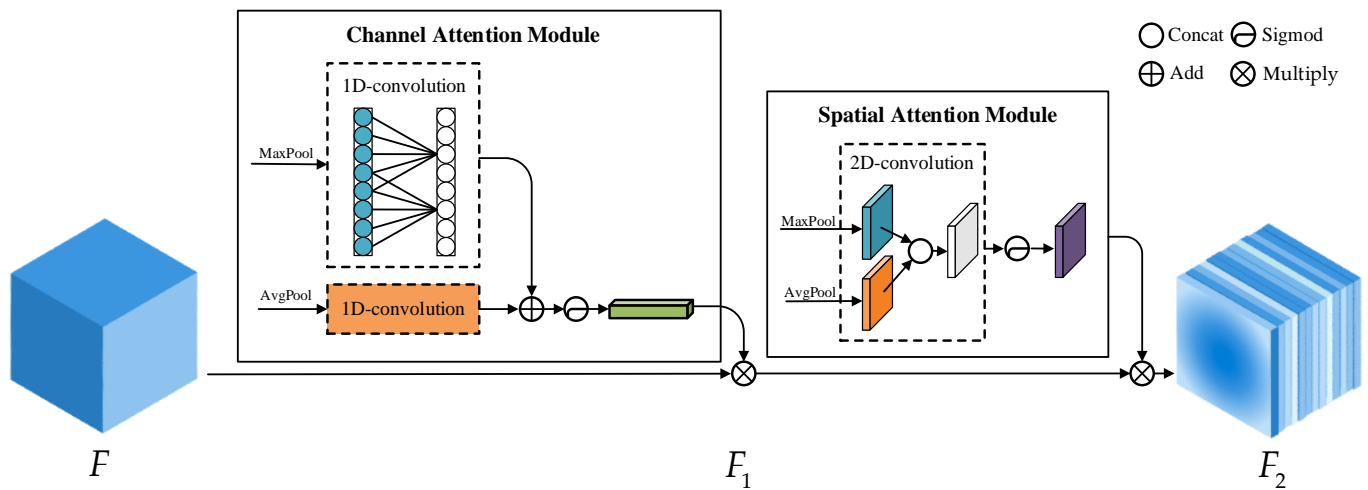 Channel Attention Module
1D-convolution
MaxPool
AvgPool
1D-convolution
Concat
Sigmod
Add
Multiply
Spatial Attention Module
2D-convolution
MaxPool
AvgPool
F
F₁
F₂